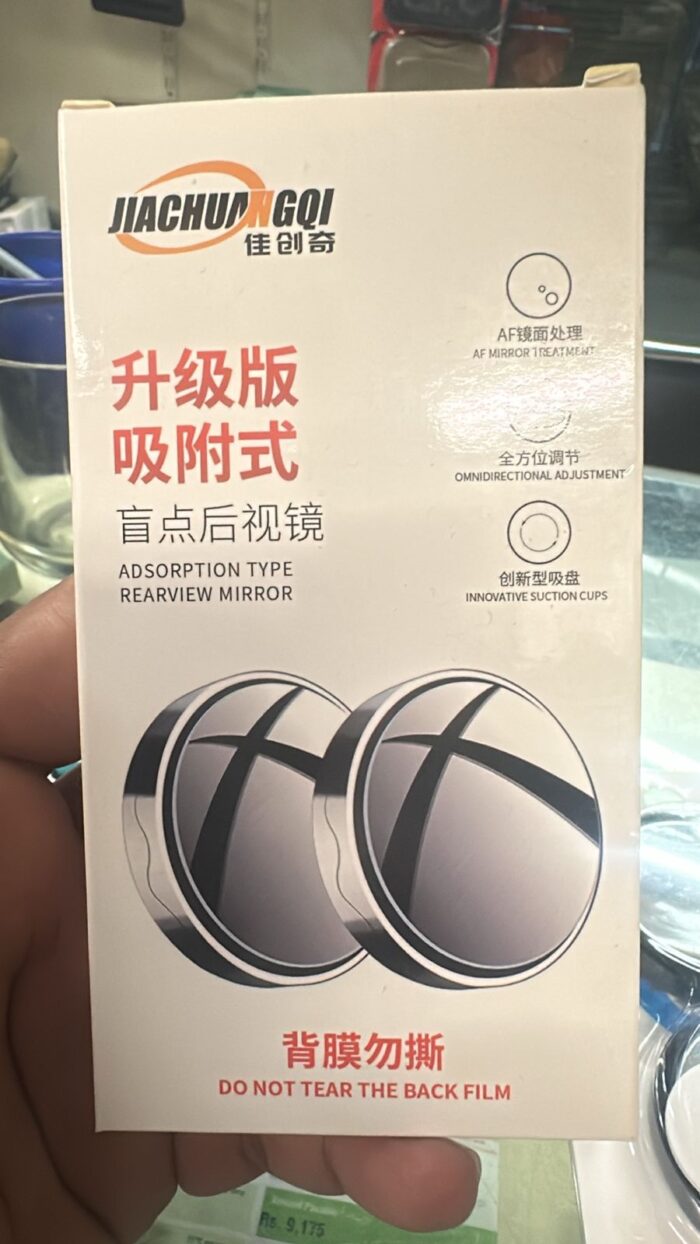 JIACHUANGQI
佳创奇
升级版
吸附式
盲点后视镜
ADSORPTION TYPE
REARVIEW MIRROR
AF镜面处理
AF MIRROR TREATMENT
全方位调节
OMNIDIRECTIONAL ADJUSTMENT
创新型吸盘
INNOVATIVE SUCTION CUPS
背膜勿撕
DO NOT TEAR THE BACK FILM
Rs. 9,175